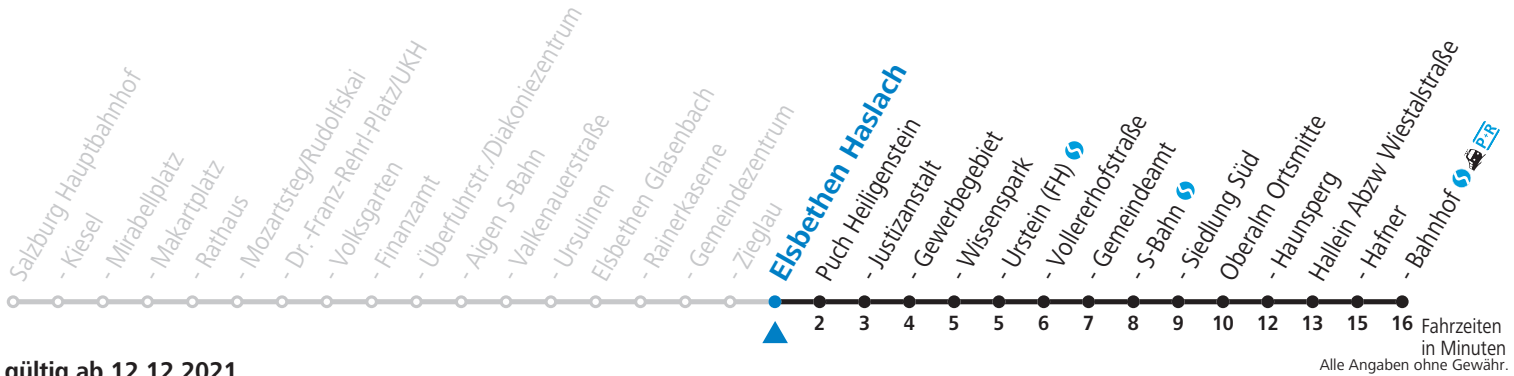 Salzburg Hauptbahnhof
- Kiesel
- Mirabellplatz
- Makartplatz
- Rathaus
- Mozartsteg/Rudolfskai
- Dr.-Franz-Rehrl-Platz/UKH
- Volksgarten
- Finanzamt
- Überfuhrstr./Diakoniezentrum
- Aigen S-Bahn
- Valkenauerstraße
- Ursulinen
Elsbethen Glasenbach
- Rainerkaserne
- Gemeindezentrum
- Zieglau
Elsbethen Haslach
Puch Heiligenstein
- Justizanstalt
- Gewerbegebiet
- Wissenspark
- Urstein (FH)
- Vollererhofstraße
- Gemeindeamt
- S-Bahn
- Siedlung Süd
Oberalm Ortsmitte
- Haunsperg
Hallein Abzw Wiestalstraße
- Hafner
- Bahnhof
P+R
2 3 4 5 5 6 7 8 9 10 12 13 15 16 Fahrzeiten
in Minuten
Alle Angaben ohne Gewähr.
gültig ab 12.12.2021